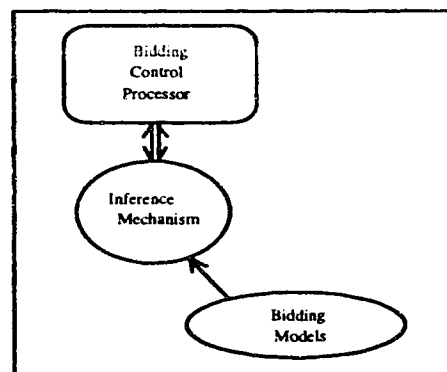 Bidding
Control
Processor
Inference
Mechanism
Bidding
Models